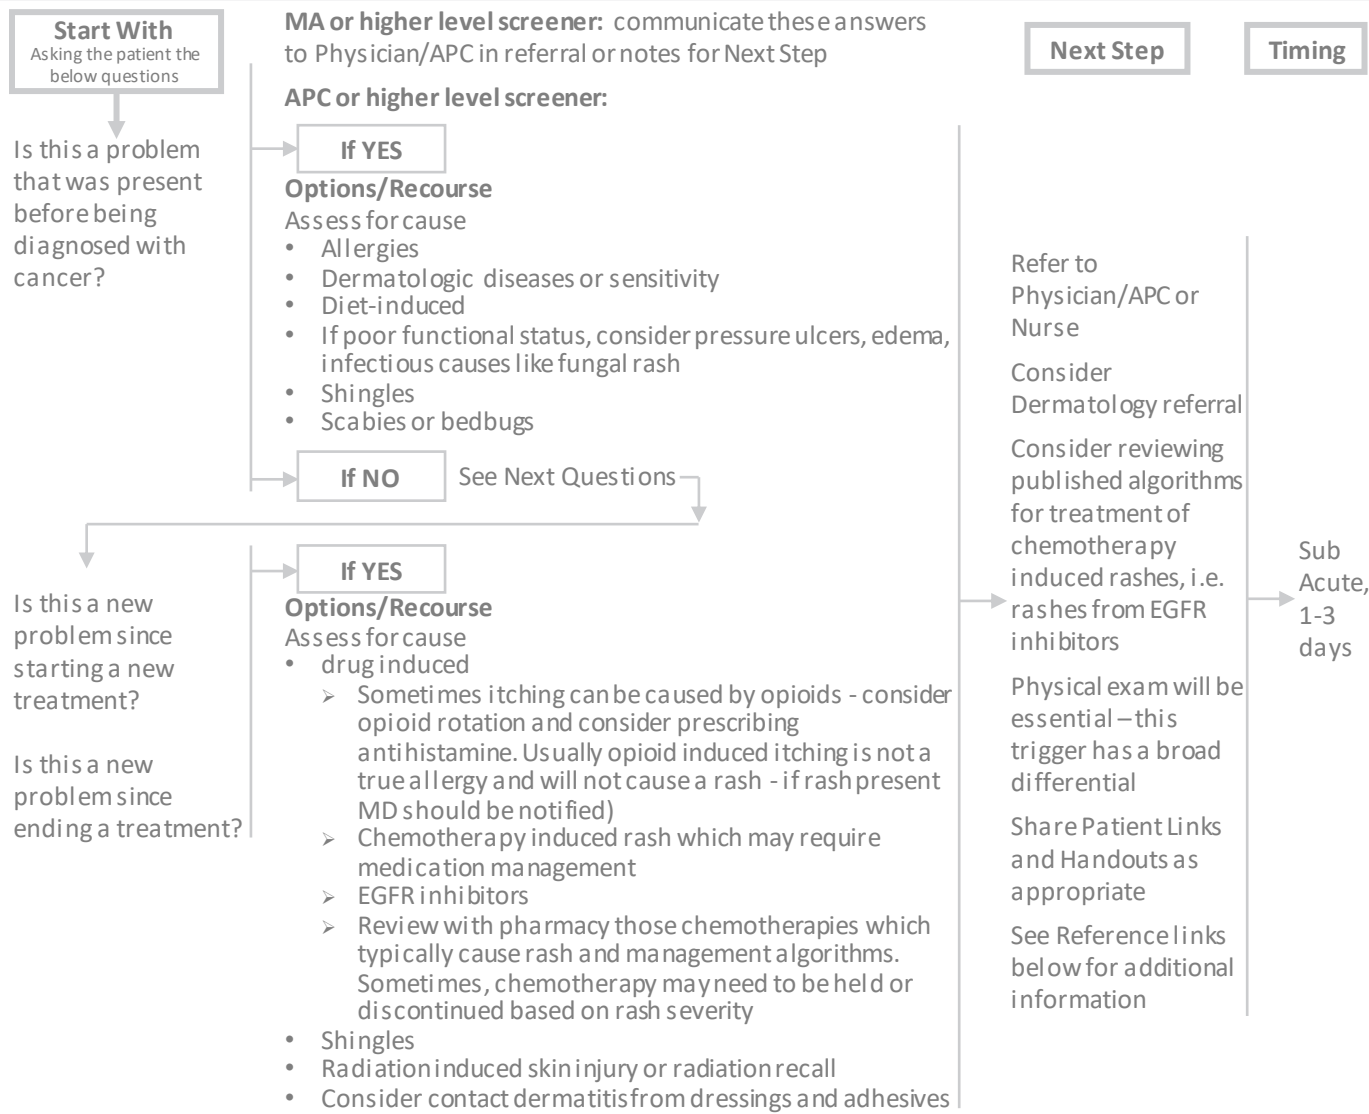 Start With
Asking the patient the
below questions
MA or higher level screener: communicate these answers
to Physician/APC in referral or notes for Next Step
APC or higher level screener:
Next Step
Timing
Is this a problem
that was present
before being
diagnosed with
cancer?
If YES
Options/Recourse
Assess for cause
• Allergies
• Dermatologic diseases or sensitivity
• Diet-induced
• If poor functional status, consider pressure ulcers, edema,
infectious causes like fungal rash
• Shingles
• Scabies or bedbugs
If NO
See Next Questions
Is this a new
problem since
starting a new
treatment?
Is this a new
problem since
ending a treatment?
If YES
Options/Recourse
Assess for cause
• drug induced
➢ Sometimes itching can be caused by opioids - consider
opioid rotation and consider prescribing
antihistamine. Usually opioid induced itching is not a
true allergy and will not cause a rash - if rash present
MD should be notified)
➢ Chemotherapy induced rash which may require
medication management
➢ EGFR inhibitors
➢ Review with pharmacy those chemotherapies which
typically cause rash and management algorithms.
Sometimes, chemotherapy may need to be held or
discontinued based on rash severity
• Shingles
• Radiation induced skin injury or radiation recall
• Consider contact dermatitis from dressings and adhesives
Refer to
Physician/APC or
Nurse
Consider
Dermatology referral
Consider reviewing
published algorithms
for treatment of
chemotherapy
induced rashes, i.e.
rashes from EGFR
inhibitors
Physical exam will be
essential – this
trigger has a broad
differential
Share Patient Links
and Handouts as
appropriate
See Reference links
below for additional
information
Sub
Acute,
1-3
days